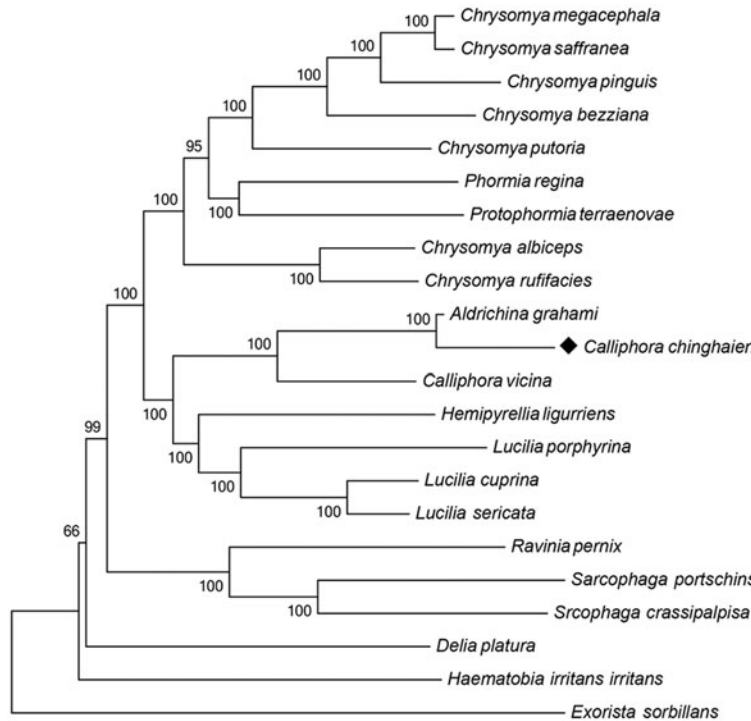 Chrysomya megacephala
100
Chrysomya saffranea
100
Chrysomya pinguis
100
Chrysomya bezziana
100
Chrysomya putoria
95
Phormia regina
100
Protophormia terraenovae
100
Chrysomya albiceps
100
Chrysomya rufifacies
100
Aldrichina grahami
100
Calliphora chinghaien
100
Calliphora vicina
100
Hemipyrellia ligurriens
100
Lucilia porphyrina
100
Lucilia cuprina
100
Lucilia sericata
99
Ravinia pernix
100
Sarcophaga portschins
100
Srcophaga crassipalpisa
66
Delia platura
Haematobia irritans irritans
Exorista sorbillans